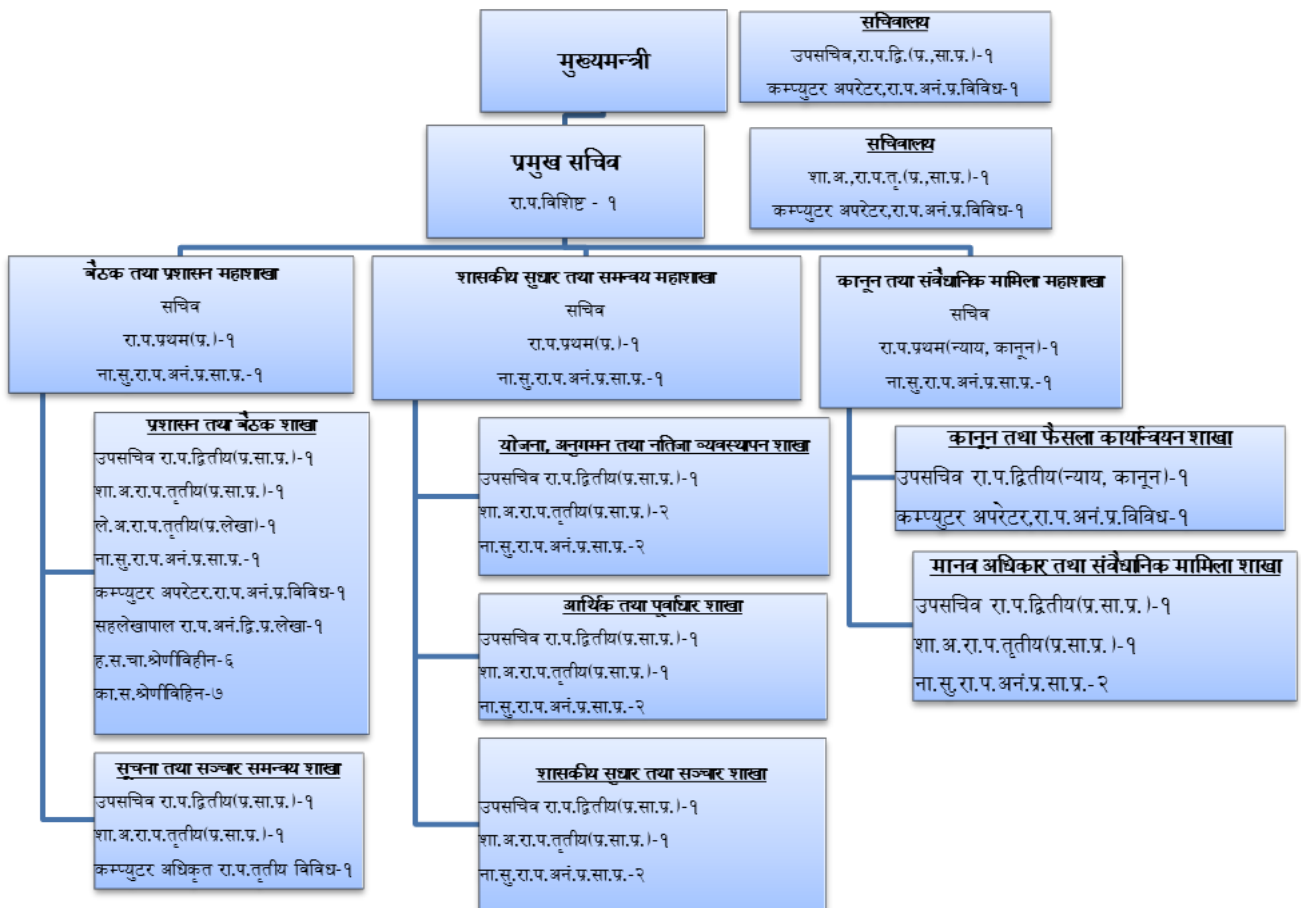 मुख्यमन्त्री
सचिवालय
उपसचिव,रा.प.द्वि.(प्र.,सा.प्र.)-१
कम्प्युटर अपरेटर,रा.प.अनं.प्र.विविध-१
प्रमुख सचिव
रा.प.विशिष्ट - १
सचिवालय
शा.अ.,रा.प.तृ.(प्र.,सा.प्र.)-१
कम्प्युटर अपरेटर,रा.प.अनं.प्र.विविध-१
बैठक तथा प्रशासन महाशाखा
सचिव
रा.प.प्रथम(प्र.)-१
ना.सु.रा.प.अनं.प्र.सा.प्र.-१
प्रशासन तथा बैठक शाखा
उपसचिव रा.प.द्वितीय(प्र.सा.प्र.)-१
शा.अ.रा.प.तृतीय(प्र.सा.प्र.)-१
ले.अ.रा.प.तृतीय(प्र.लेखा)-१
ना.सु.रा.प.अनं.प्र.सा.प्र.-१
कम्प्युटर अपरेटर.रा.प.अनं.प्र.विविध-१
सहलेखापाल रा.प.अनं.द्वि.प्र.लेखा-१
ह.स.चा.श्रेणीविहीन-६
का.स.श्रेणीविहिन-७
सूचना तथा सञ्चार समन्वय शाखा
उपसचिव रा.प.द्वितीय(प्र.सा.प्र.)-१
शा.अ.रा.प.तृतीय(प्र.सा.प्र.)-१
कम्प्युटर अधिकृत रा.प.तृतीय विविध-१
शासकीय सुधार तथा समन्वय महाशाखा
सचिव
रा.प.प्रथम(प्र.)-१
ना.सु.रा.प.अनं.प्र.सा.प्र.-१
योजना, अनुगमन तथा नतिजा व्यवस्थापन शाखा
उपसचिव रा.प.द्वितीय(प्र.सा.प्र.)-१
शा.अ.रा.प.तृतीय(प्र.सा.प्र.)-२
ना.सु.रा.प.अनं.प्र.सा.प्र.-२
आर्थिक तथा पूर्वाधार शाखा
उपसचिव रा.प.द्वितीय(प्र.सा.प्र.)-१
शा.अ.रा.प.तृतीय(प्र.सा.प्र.)-१
ना.सु.रा.प.अनं.प्र.सा.प्र.-२
शासकीय सुधार तथा सञ्चार शाखा
उपसचिव रा.प.द्वितीय(प्र.सा.प्र.)-१
शा.अ.रा.प.तृतीय(प्र.सा.प्र.)-१
ना.सु.रा.प.अनं.प्र.सा.प्र.-२
कानून तथा संवैधानिक मामिला महाशाखा
सचिव
रा.प.प्रथम(न्याय, कानून)-१
ना.सु.रा.प.अनं.प्र.सा.प्र.-१
कानून तथा फैसला कार्यान्वयन शाखा
उपसचिव रा.प.द्वितीय(न्याय, कानून)-१
कम्प्युटर अपरेटर,रा.प.अनं.प्र.विविध-१
मानव अधिकार तथा संवैधानिक मामिला शाखा
उपसचिव रा.प.द्वितीय(प्र.सा.प्र.)-१
शा.अ.रा.प.तृतीय(प्र.सा.प्र.)-१
ना.सु.रा.प.अनं.प्र.सा.प्र.-२